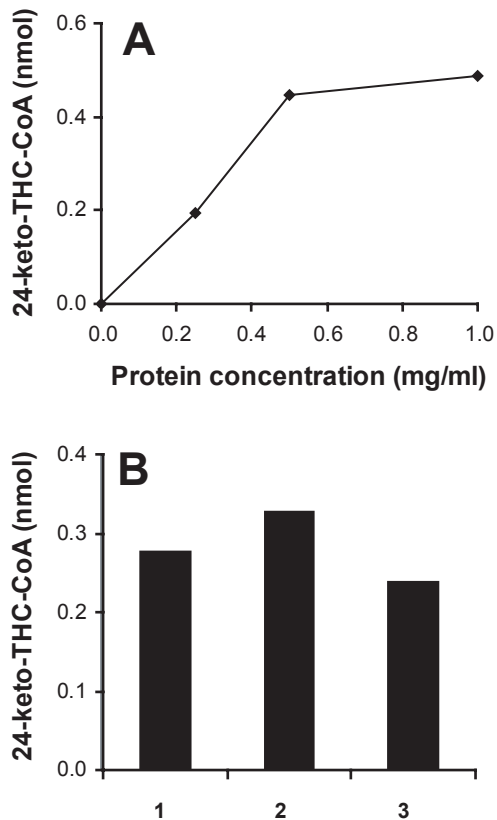 A
24-keto-THC-CoA (nmol)
0.6
0.4
0.2
0.0
0.0 0.2 0.4 0.6 0.8 1.0
Protein concentration (mg/ml)
B
24-keto-THC-CoA (nmol)
0.4
0.3
0.2
0.1
0.0
1 2 3